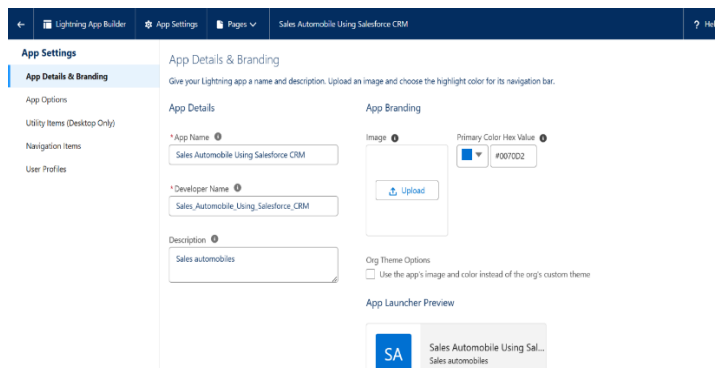 Lightning App Builder App Settings Pages Sales Automobile Using Salesforce CRM ?
App Settings
App Details & Branding
App Options
Utility Items (Desktop Only)
Navigation Items
User Profiles
App Details & Branding
Give your Lightning app a name and description. Upload an image and choose the highlight color for its navigation bar.
App Details
*App Name
Sales Automobile Using Salesforce CRM
*Developer Name
Sales_Automobile_Using_Salesforce_CRM
Description
Sales automobiles
App Branding
Image
Primary Color Hex Value
Upload
#0070D2
Org Theme Options
Use the app's image and color instead of the org's custom theme
App Launcher Preview
SA
Sales Automobile Using Sal...
Sales automobiles